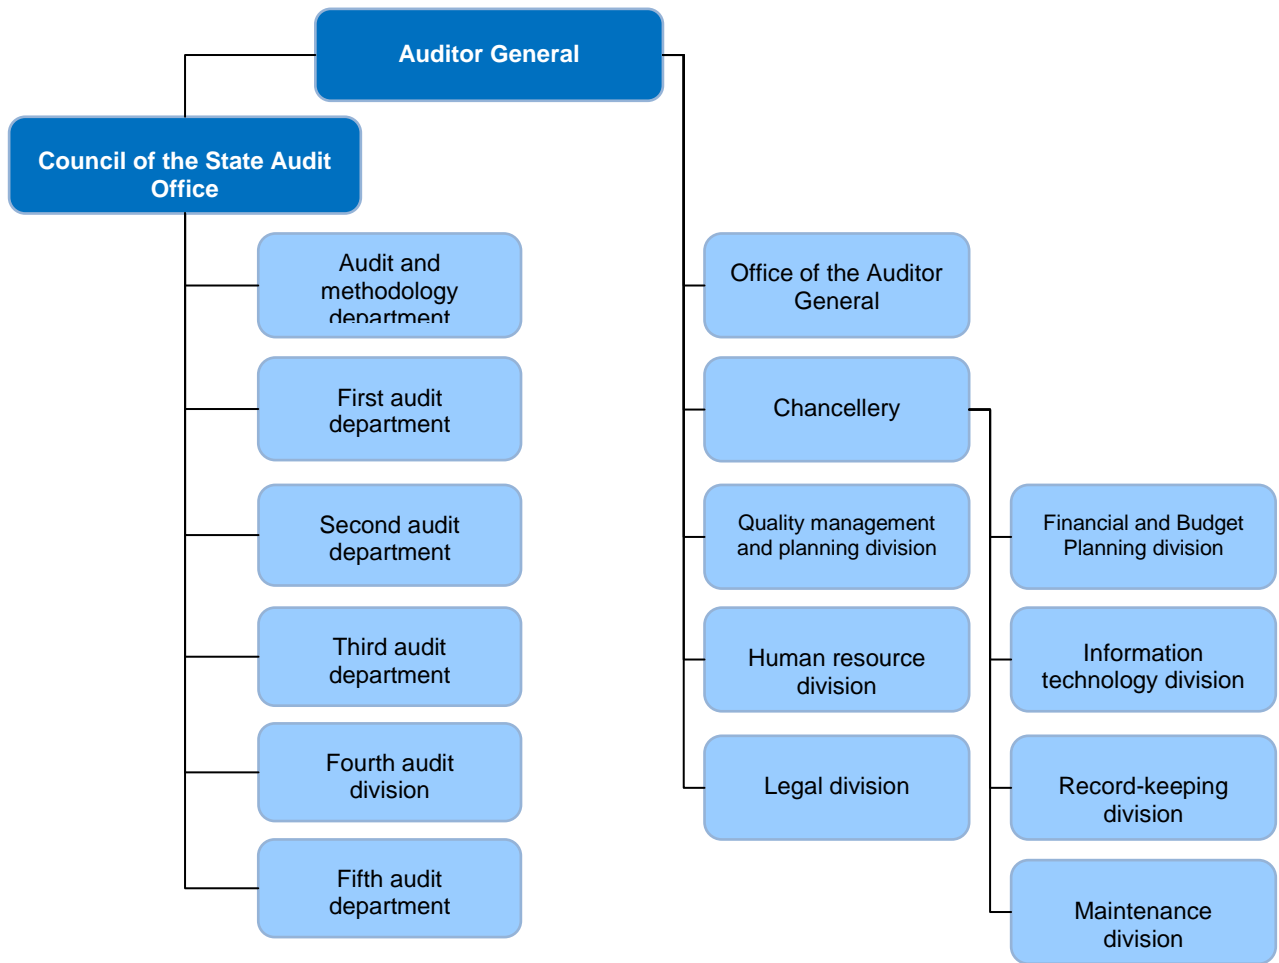 Auditor General
Council of the State Audit
Office
Audit and
methodology
department
First audit
department
Second audit
department
Third audit
department
Fourth audit
division
Fifth audit
department
Office of the Auditor
General
Chancellery
Quality management
and planning division
Human resource
division
Legal division
Financial and Budget
Planning division
Information
technology division
Record-keeping
division
Maintenance
division